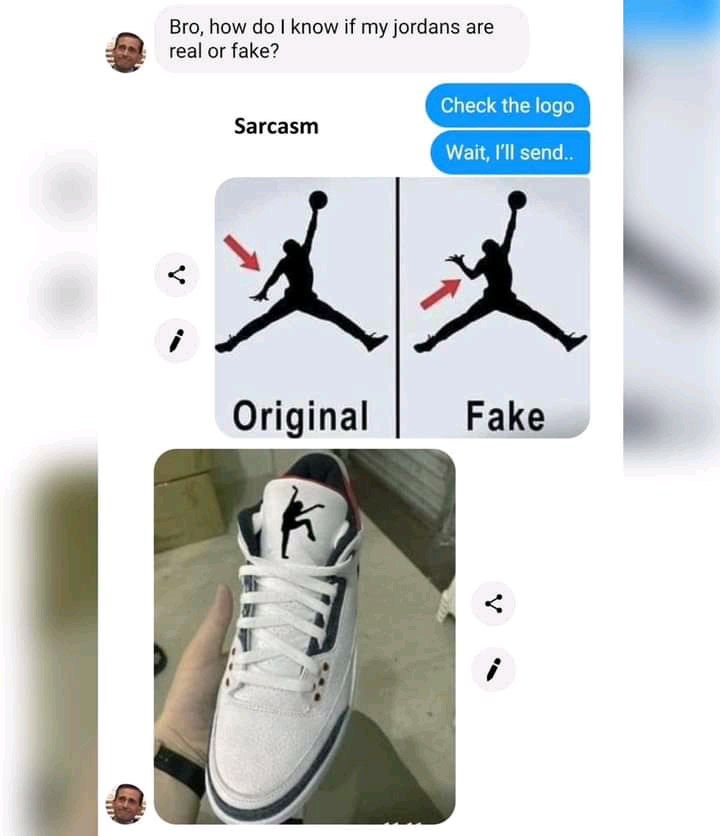 Bro, how do I know if my jordans are
real or fake?
Check the logo
Sarcasm
Wait, I'll send..
Original
Fake